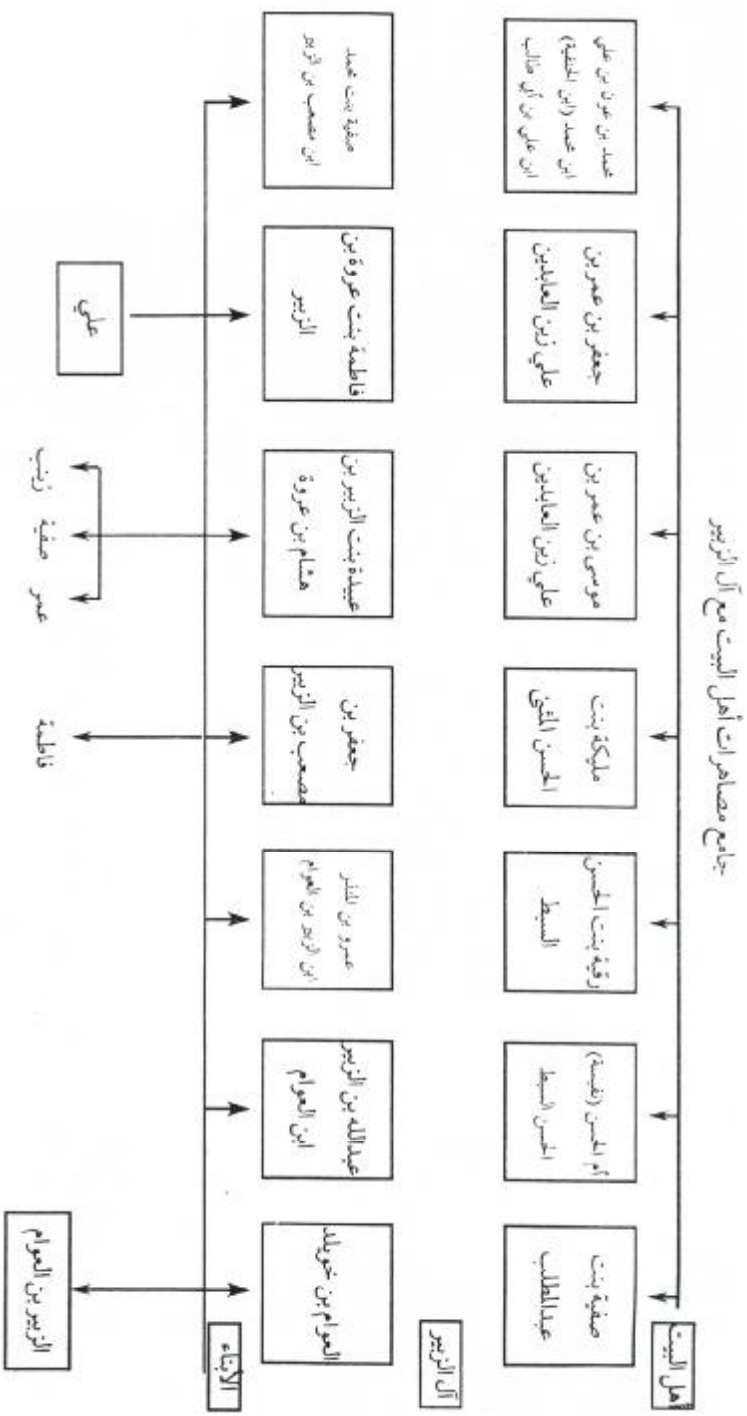 جامع مصاهرات أهل البيت مع آل الزبير
أهل البيت
صفية بنت
عبدالمطلب
أم الحسن (نفيسة)
الحسن السبط
رقية بنت الحسن
السبط
مليكة بنت
الحسن المثنى
موسى بن عمر بن
علي زين العابدين
جعفر بن عمر بن
علي زين العابدين
محمد بن عون بن علي
ابن محمد (ابن الحنفية)
ابن علي بن أبي طالب
آل الزبير
العوام بن خويلد
عبدالله بن الزبير
ابن العوام
عمرو بن المنذر
ابن الزبير بن العوام
جعفر بن
مصعب بن الزبير
عبيدة بنت الزبير بن
هشام بن عروة
فاطمة بنت عروة بن
الزبير
صفية بنت محمد
ابن مصعب بن الزبير
الأبناء
الزبير بن العوام
فاطمة
عمر صفية زينب
علي